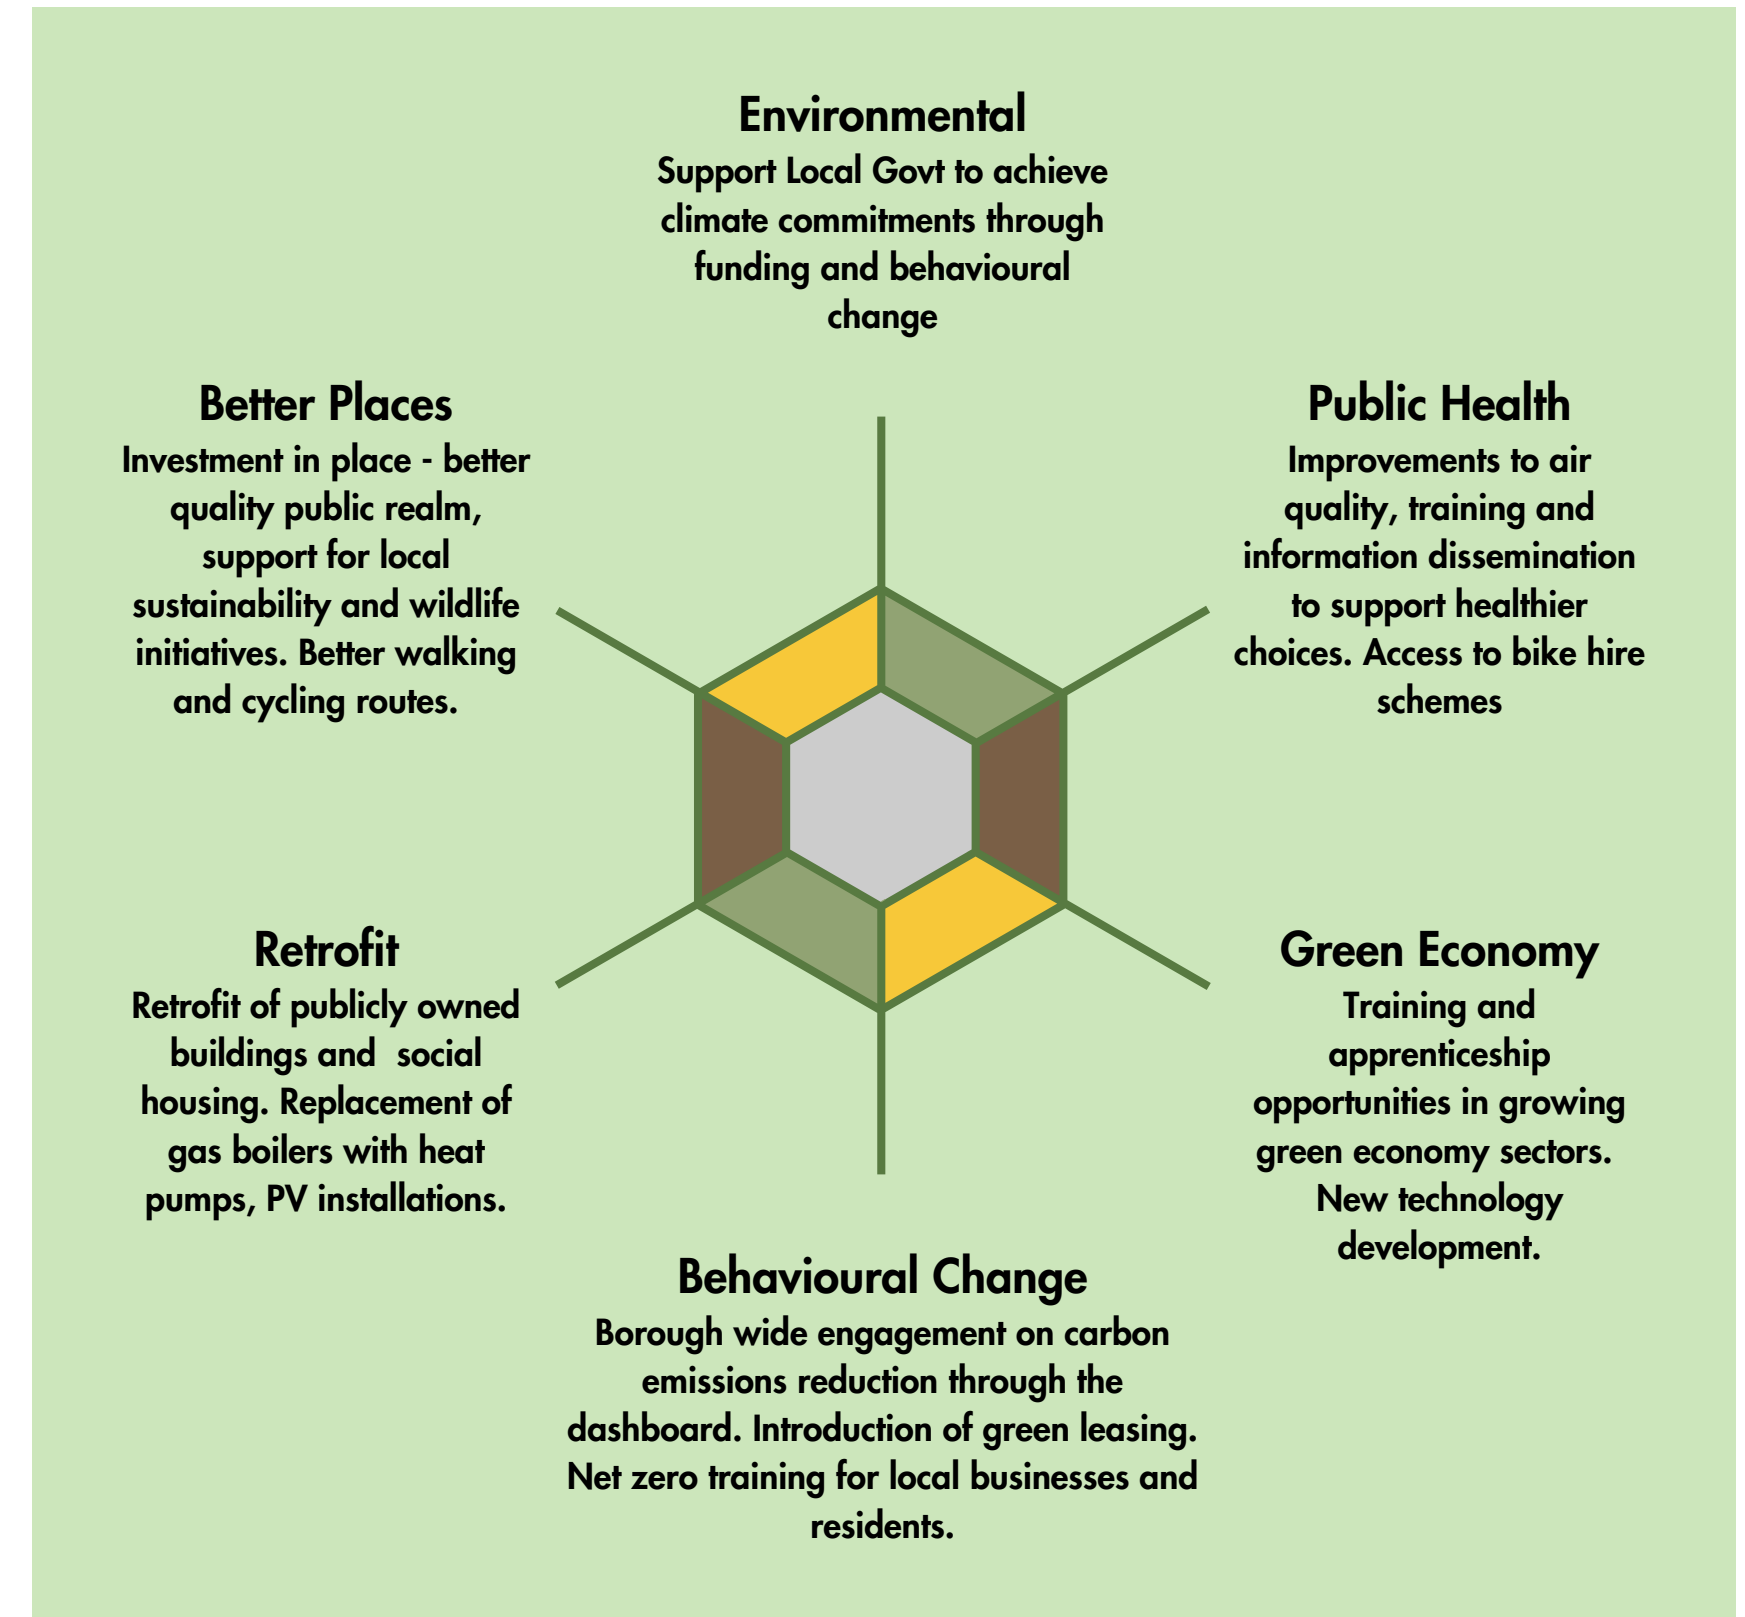 Environmental
Support Local Govt to achieve
climate commitments through
funding and behavioural
change
Better Places
Investment in place - better
quality public realm,
support for local
sustainability and wildlife
initiatives. Better walking
and cycling routes.
Public Health
Improvements to air
quality, training and
information dissemination
to support healthier
choices. Access to bike hire
schemes
Retrofit
Retrofit of publicly owned
buildings and  social
housing. Replacement of
gas boilers with heat
pumps, PV installations.
Green Economy
Training and
apprenticeship
opportunities in growing
green economy sectors.
New technology
development.
Behavioural Change
Borough wide engagement on carbon
emissions reduction through the
dashboard. Introduction of green leasing.
Net zero training for local businesses and
residents.